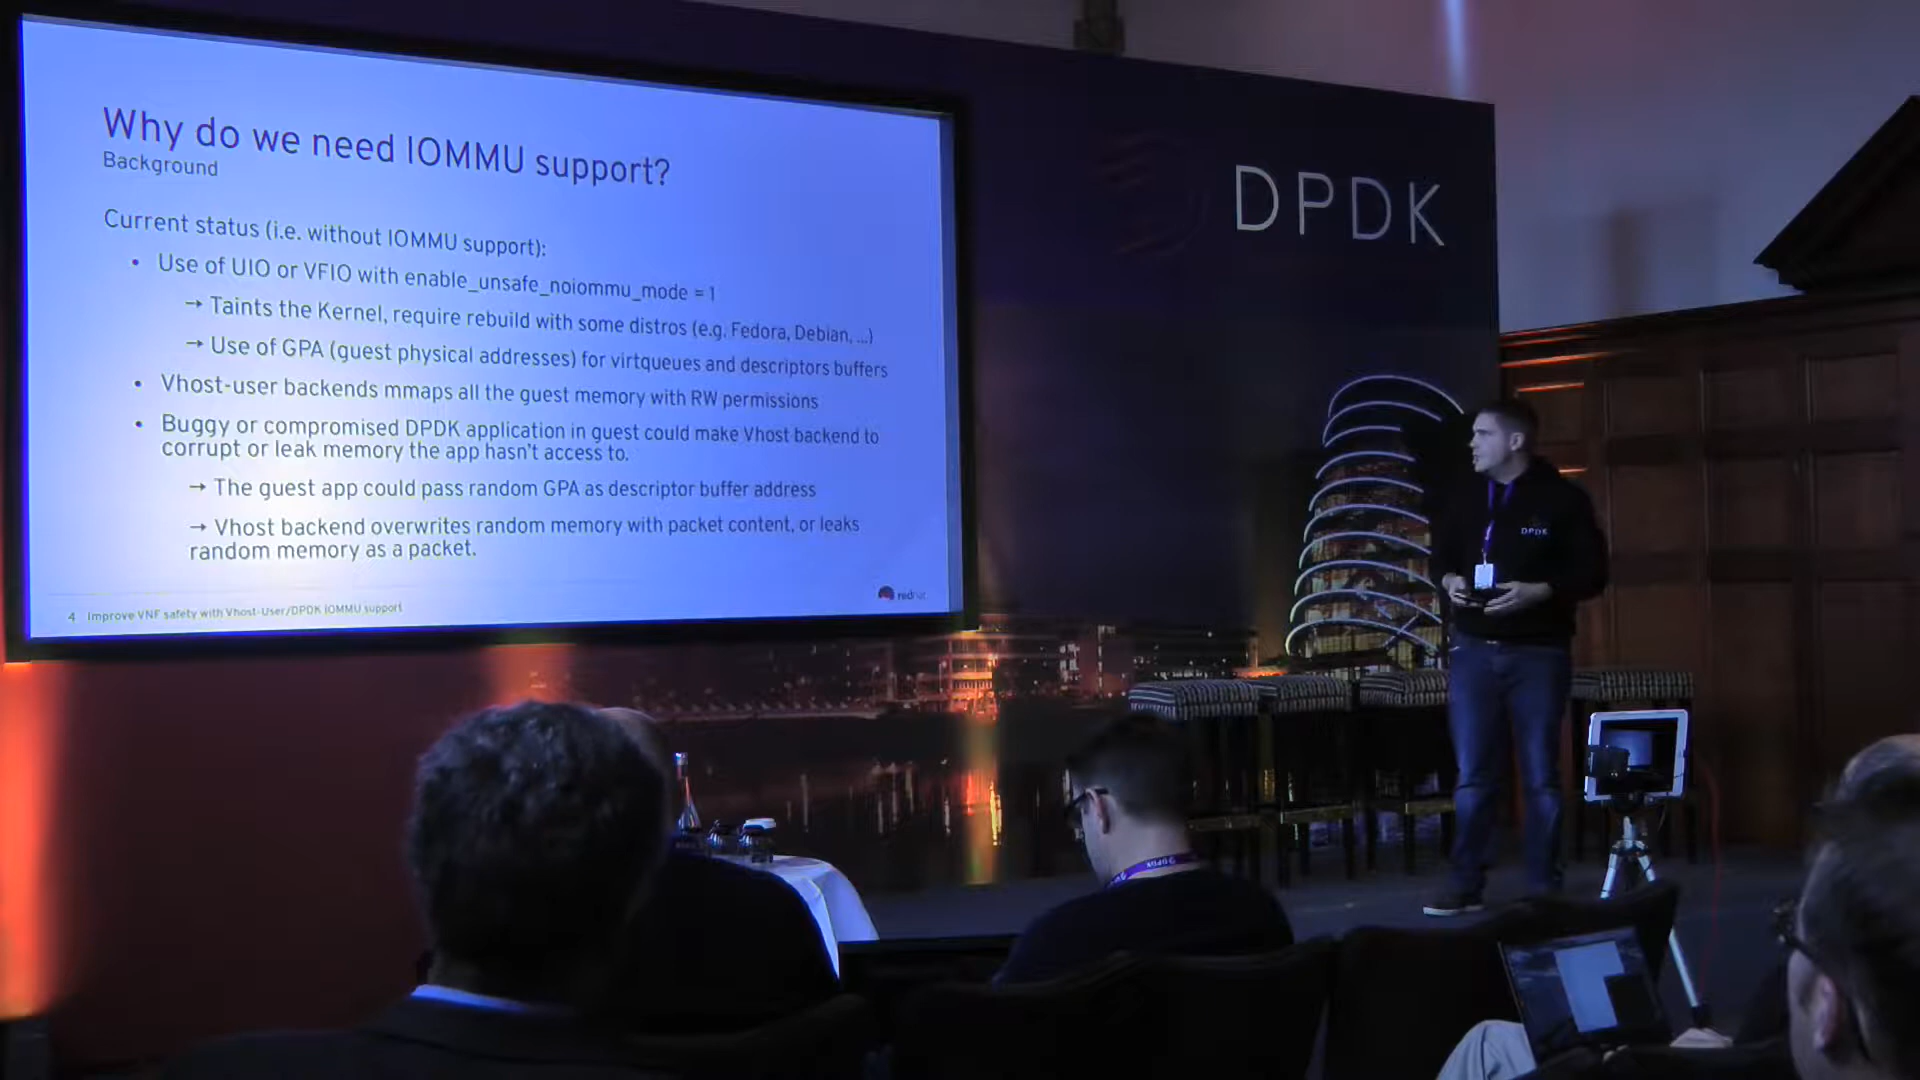 Why do we need IOMMU support?
Background
Current status (i.e. without IOMMU support):
• Use of UIO or VFIO with enable_unsafe_noiommu_mode = 1
→ Taints the Kernel, require rebuild with some distros (e.g. Fedora, Debian, ...)
→ Use of GPA (guest physical addresses) for virtqueues and descriptors buffers
• Vhost-user backends mmaps all the guest memory with RW permissions
• Buggy or compromised DPDK application in guest could make Vhost backend to
corrupt or leak memory the app hasn't access to.
→ The guest app could pass random GPA as descriptor buffer address
→ Vhost backend overwrites random memory with packet content, or leaks
random memory as a packet.
4 Improve VNF safety with Vhost-User/DPDK IOMMU support
redhat
DPDK
DPDK
DPDK